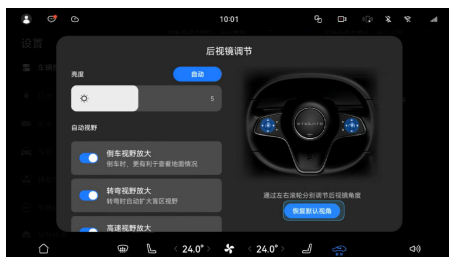 10:01
设置
后视镜调节
亮度
自动
5
自动视野
倒车视野放大
倒车时，更有利于查看地面情况
转弯视野放大
转弯时自动扩大盲区视野
高速视野放大
通过左右滚轮分别调节后视镜角度
恢复默认视角
24.0°
24.0°